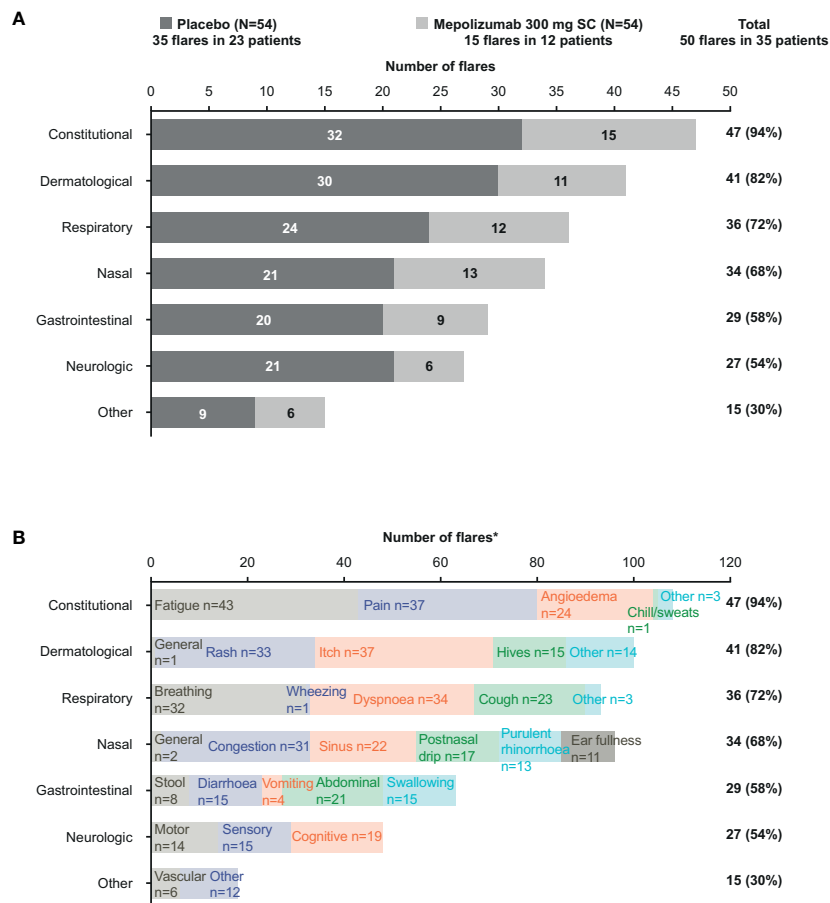 A
Placebo (N=54)
35 flares in 23 patients
Mepolizumab 300 mg SC (N=54)
15 flares in 12 patients
Total
50 flares in 35 patients
Number of flares
0 5 10 15 20 25 30 35 40 45 50
Constitutional 32 15 47 (94%)
Dermatological 30 11 41 (82%)
Respiratory 24 12 36 (72%)
Nasal 21 13 34 (68%)
Gastrointestinal 20 9 29 (58%)
Neurologic 21 6 27 (54%)
Other 9 6 15 (30%)
B
Number of flares*
0 20 40 60 80 100 120
Constitutional
Fatigue n=43
Pain n=37
Angioedema
n=24
Chill/sweats
n=1
Other n=3
47 (94%)
Dermatological
General
n=1
Rash n=33
Itch n=37
Hives n=15
Other n=14
41 (82%)
Respiratory
Breathing
n=32
Wheezing
n=1
Dyspnoea n=34
Cough n=23
Other n=3
36 (72%)
Nasal
General
n=2
Congestion n=31
Sinus n=22
Postnasal
drip n=17
Purulent
rhinorrhoea
n=13
Ear fullness
n=11
34 (68%)
Gastrointestinal
Stool
n=8
Diarrhoea
n=15
Vomiting
n=4
Abdominal
n=21
Swallowing
n=15
29 (58%)
Neurologic
Motor
n=14
Sensory
n=15
Cognitive n=19
27 (54%)
Other
Vascular
n=6
Other
n=12
15 (30%)